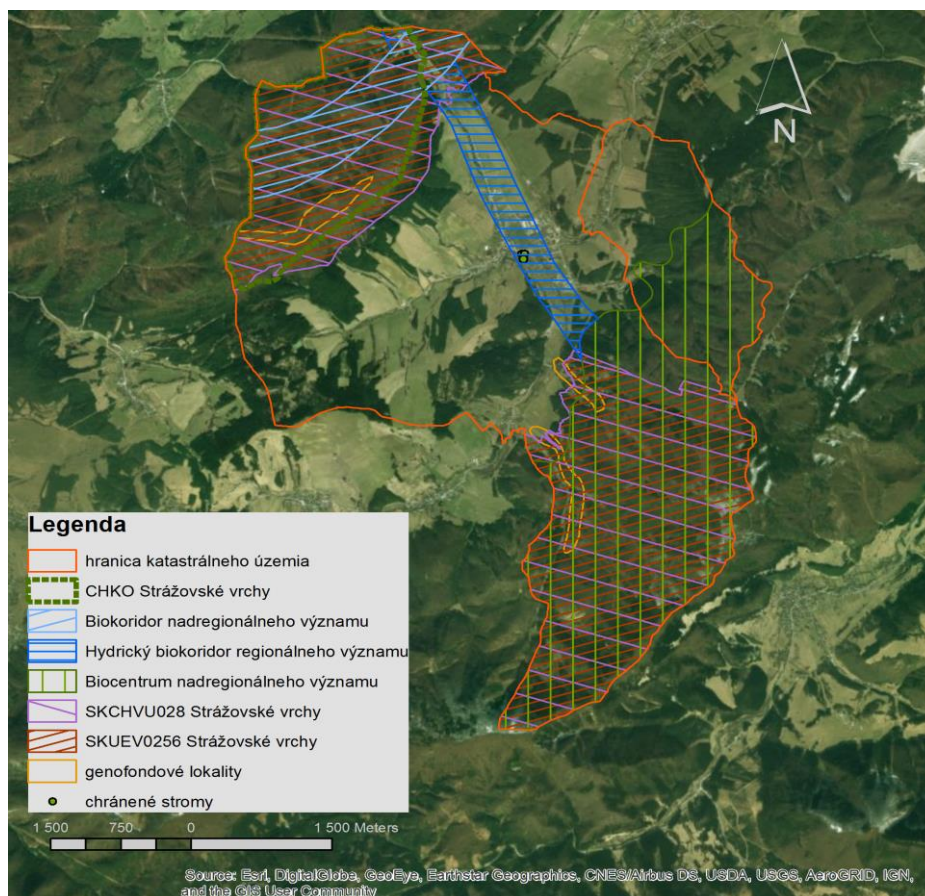 N
Legenda
hranica katastrálneho územia
CHKO Strážovské vrchy
Biokoridor nadregionálneho významu
Hydrický biokoridor regionálneho významu
Biocentrum nadregionálneho významu
SKCHVU028 Strážovské vrchy
SKUEV0256 Strážovské vrchy
genofondové lokality
chránené stromy
1 500 750 0 1 500 Meters
Source: Esri, DigitalGlobe, GeoEye, Earthstar Geographics, CNES/Airbus DS, USDA, USGS, AeroGRID, IGN,
and the GIS User Community